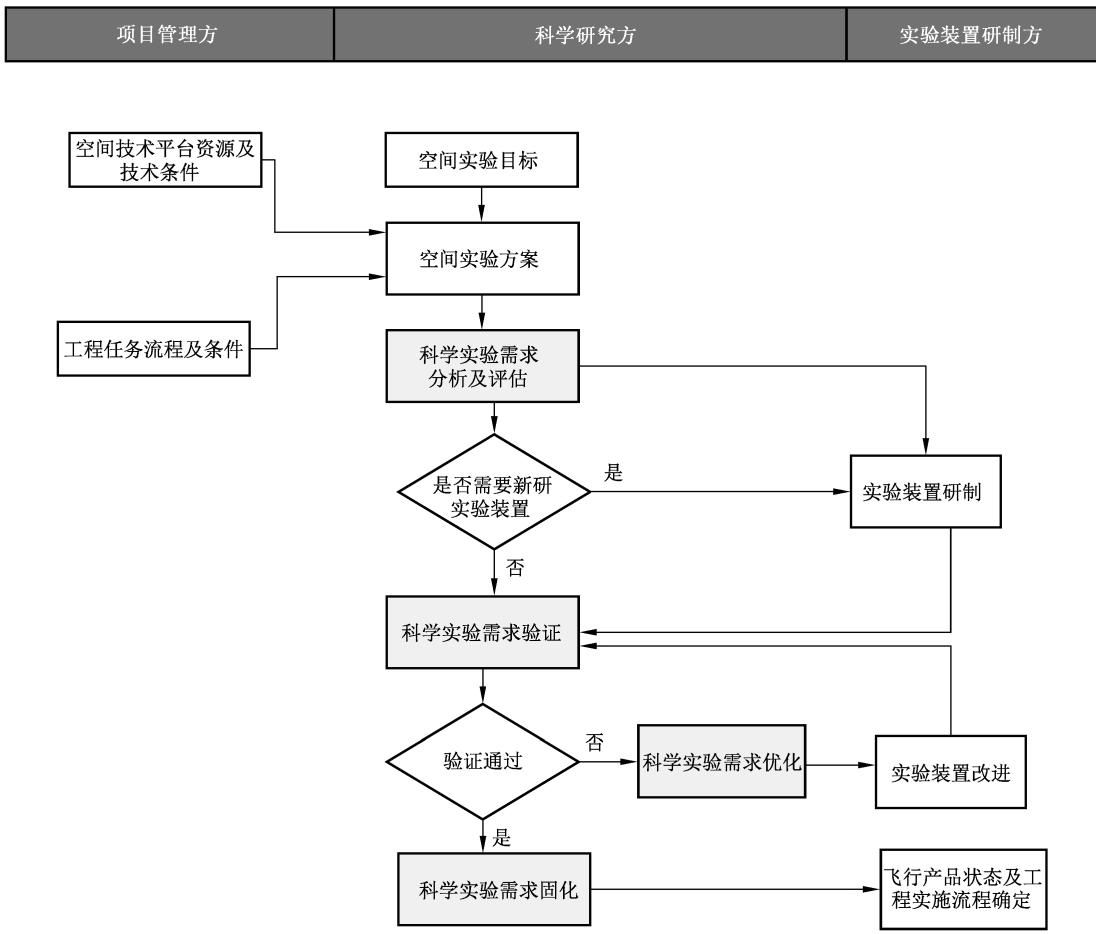 项目管理方
科学研究方
实验装置研制方
空间技术平台资源及
技术条件
空间实验目标
空间实验方案
工程任务流程及条件
科学实验需求
分析及评估
是否需要新研
实验装置
是
实验装置研制
否
科学实验需求验证
验证通过
否
科学实验需求优化
实验装置改进
是
科学实验需求固化
飞行产品状态及工
程实施流程确定